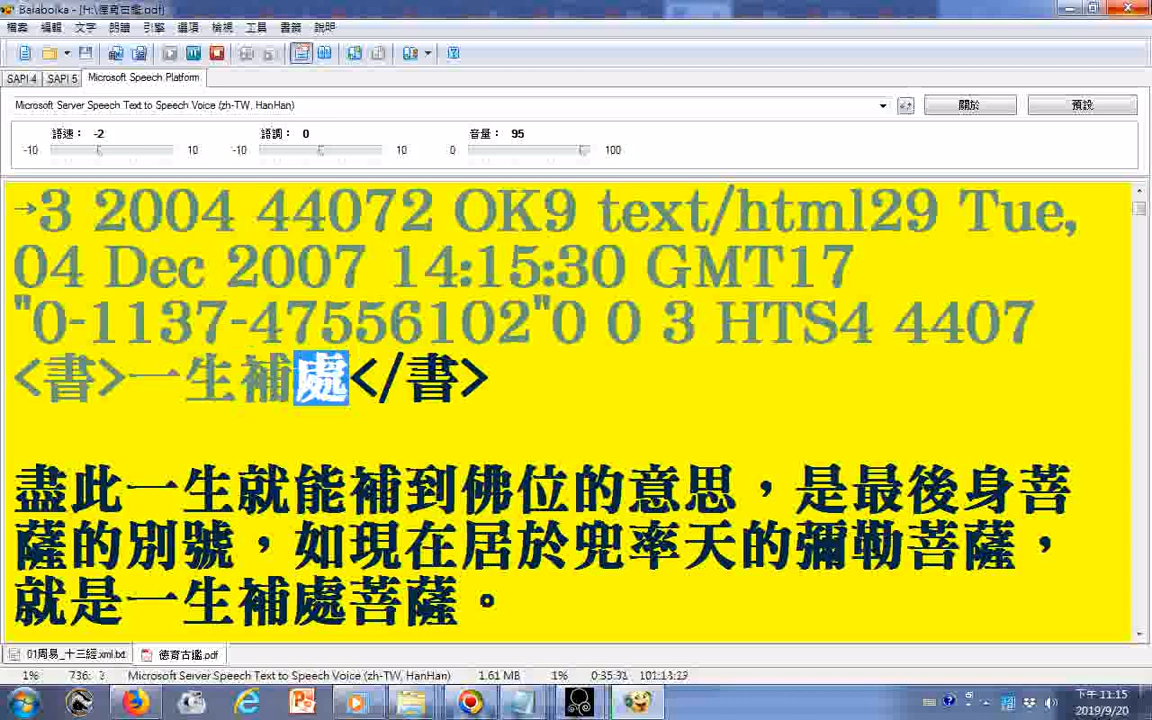 Balabolka - [H:\德育古鑑.pdf]
檔案 編輯 文字 朗讀 引擎 選項 檢視 工具 書籤 說明
SAPI 4 SAPI 5 Microsoft Speech Platform
Microsoft Server Speech Text to Speech Voice (zh-TW, HanHan) 關於 預設
語速： -2 語調： 0 音量： 95
-10 10 -10 10 0 100
→3 2004 44072 OK9 text/html29 Tue,
04 Dec 2007 14:15:30 GMT17
"0-1137-47556102"0 0 3 HTS4 4407
<書>一生補處</書>
盡此一生就能補到佛位的意思，是最後身菩
薩的別號，如現在居於兜率天的彌勒菩薩，
就是一生補處菩薩。
01周易_十三經.xml.txt 德育古鑑.pdf
1% 736: Microsoft Server Speech Text to Speech Voice (zh-TW, HanHan) 1.61 MB 1% 0:35:31
下午 11:15
2019/9/20